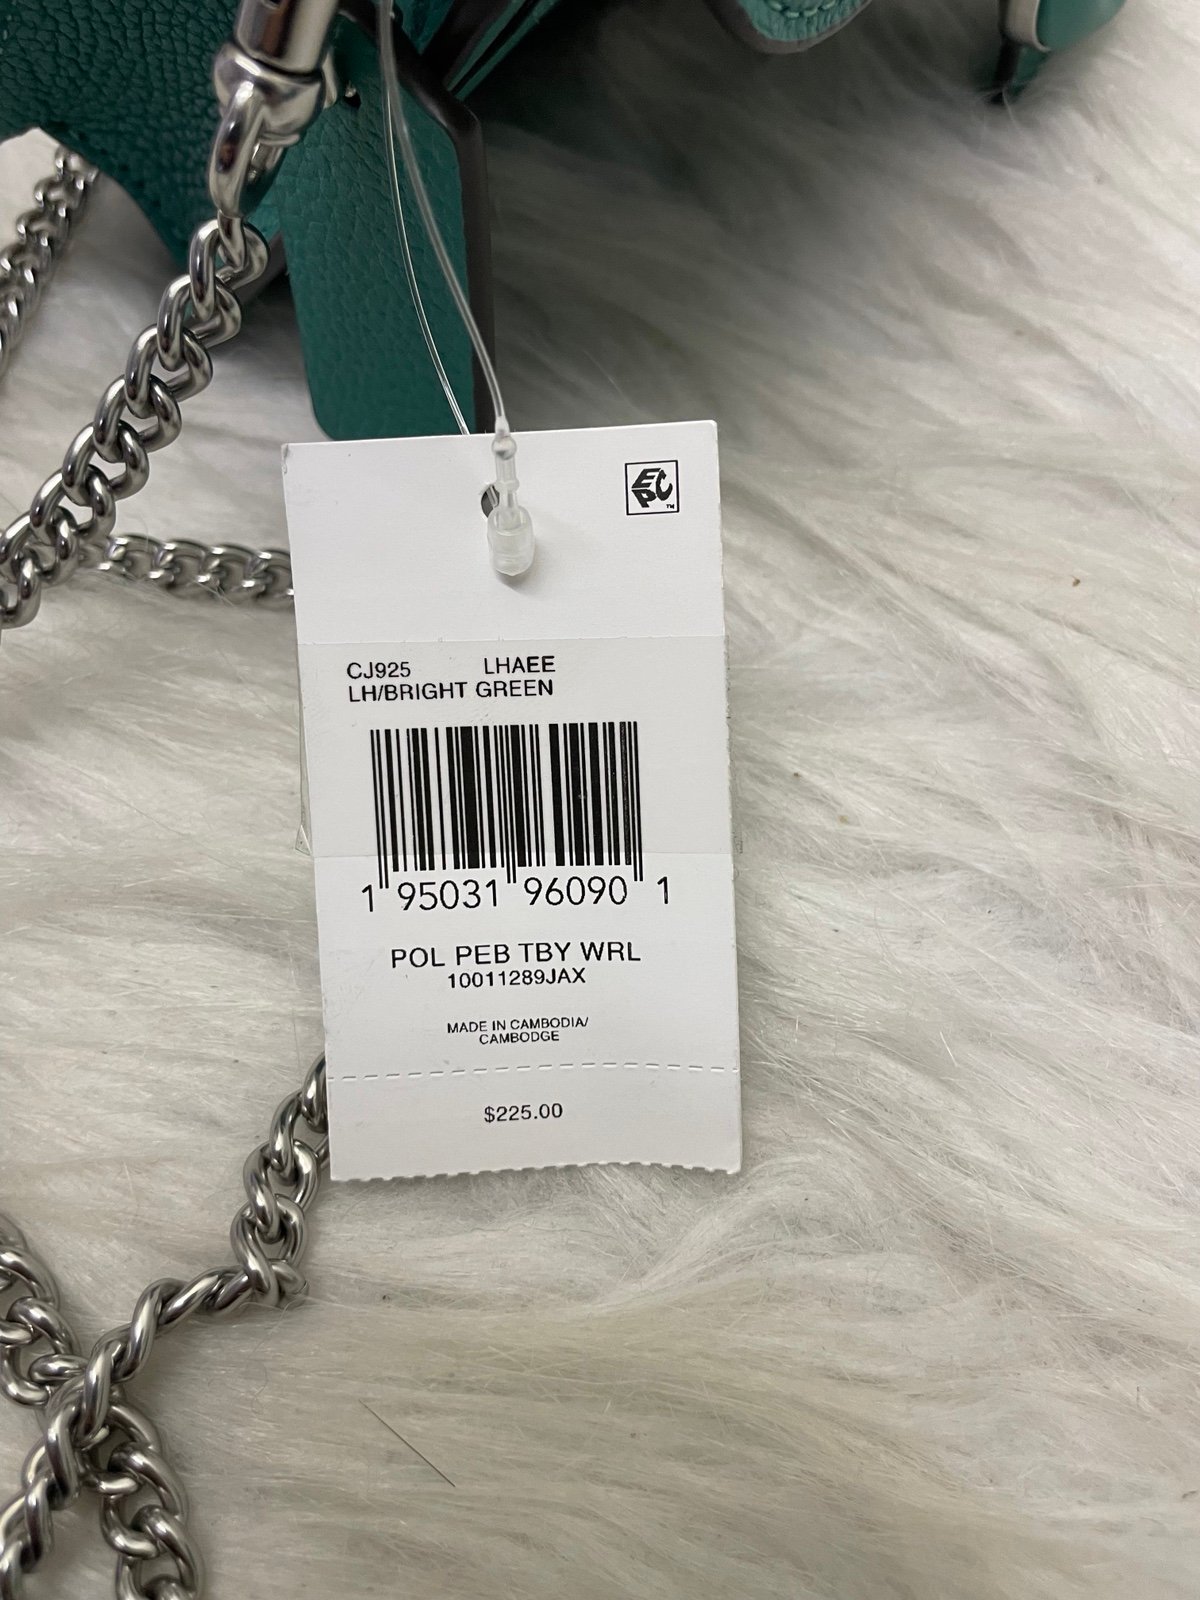 EPC™
CJ925 LHAEE
LH/BRIGHT GREEN
1 95031 96090 1
POL PEB TBY WRL
10011289JAX
MADE IN CAMBODIA/
CAMBODGE
$225.00